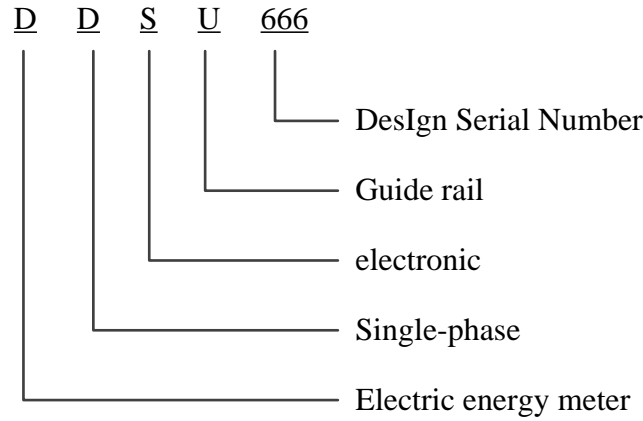 D D S U 666
DesIgn Serial Number
Guide rail
electronic
Single-phase
Electric energy meter